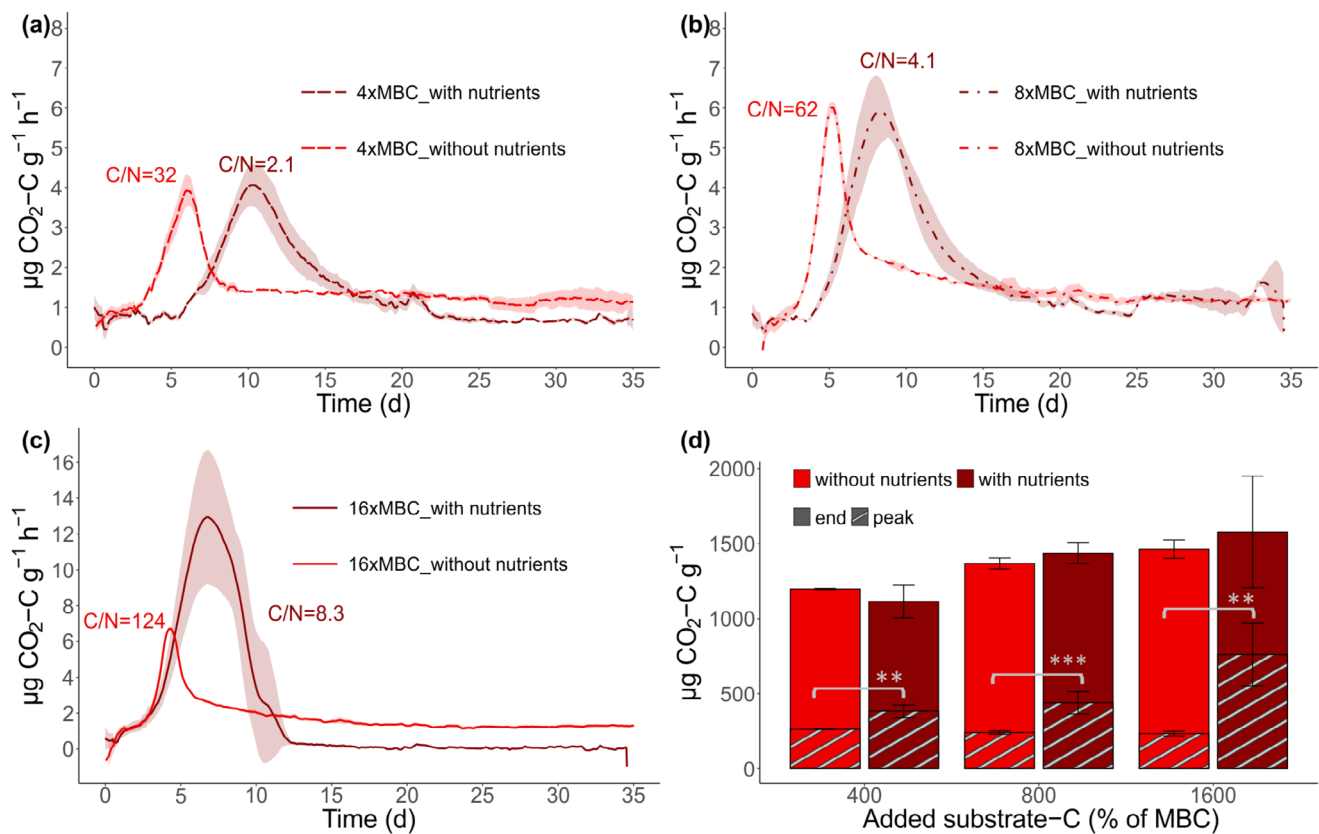 (a)
8
7
6
5
4
3
2
1
0
µg CO₂−C g⁻¹ h⁻¹
C/N=32
C/N=2.1
4xMBC_with nutrients
4xMBC_without nutrients
0 5 10 15 20 25 30 35
Time (d)
(b)
8
7
6
5
4
3
2
1
0
µg CO₂−C g⁻¹ h⁻¹
C/N=62
C/N=4.1
8xMBC_with nutrients
8xMBC_without nutrients
0 5 10 15 20 25 30 35
Time (d)
(c)
16
14
12
10
8
6
4
2
0
µg CO₂−C g⁻¹ h⁻¹
C/N=124
C/N=8.3
16xMBC_with nutrients
16xMBC_without nutrients
0 5 10 15 20 25 30 35
Time (d)
(d)
2000
1500
1000
500
0
µg CO₂−C g⁻¹
without nutrients with nutrients
end peak
**
***
**
400 800 1600
Added substrate−C (% of MBC)